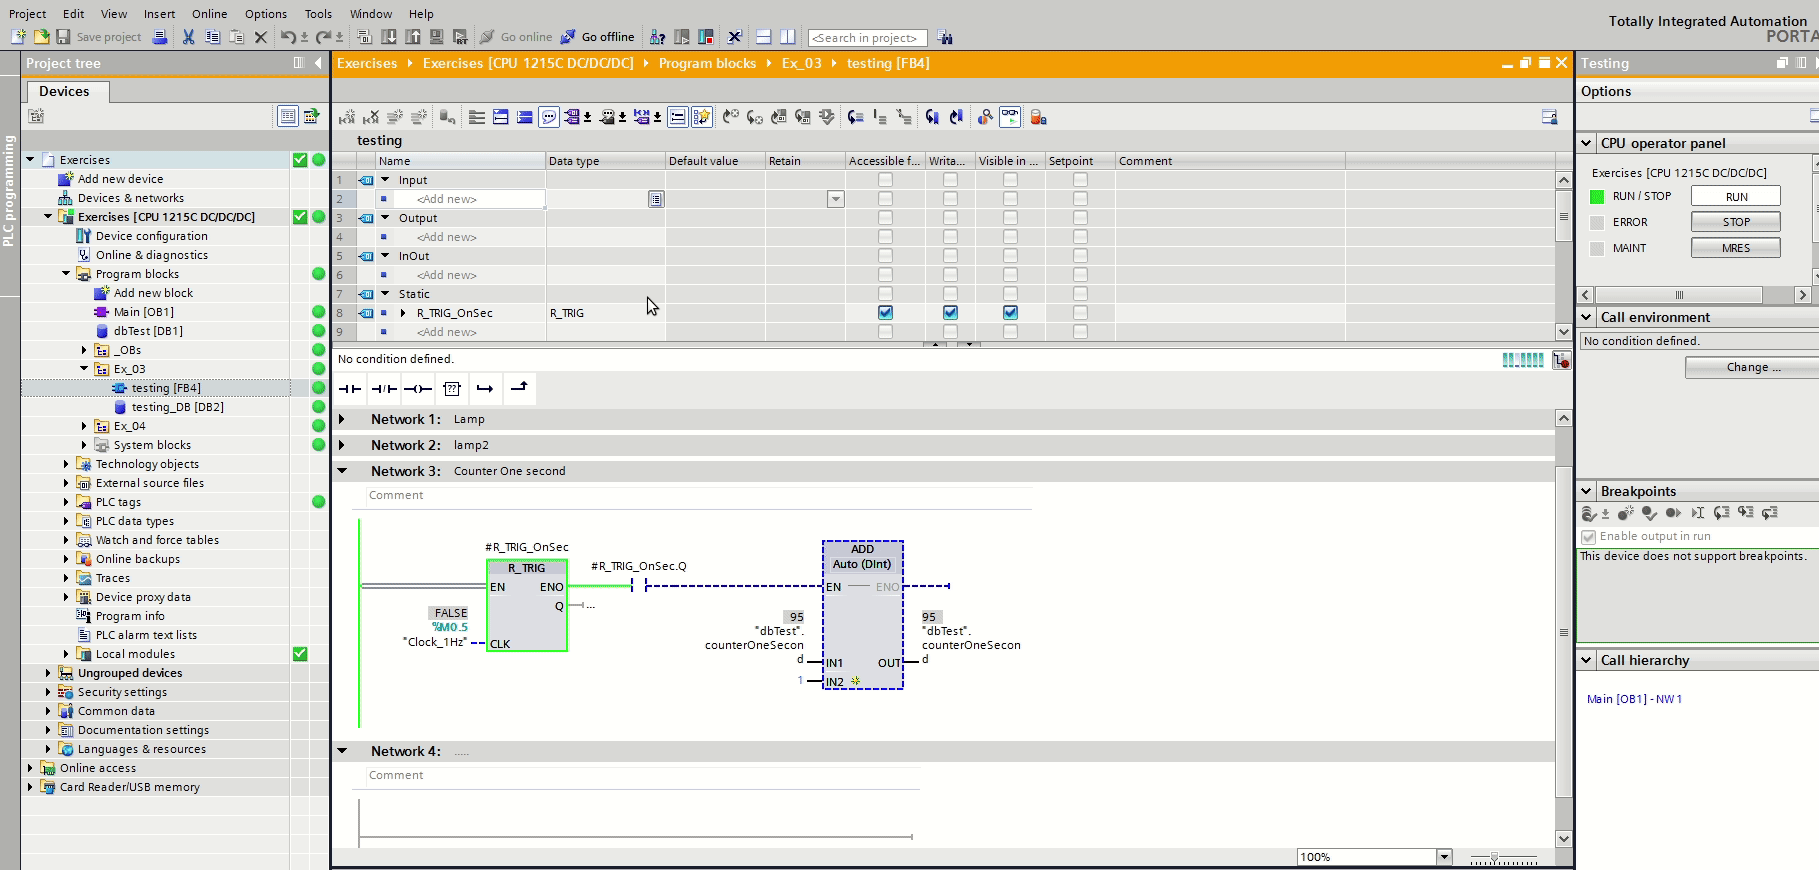 Project Edit View Insert Online Options Tools Window Help
Totally Integrated Automation
PORTA
Save project Go online Go offline <Search in project>
Project tree
Exercises Exercises [CPU 1215C DC/DC/DC] Program blocks Ex_03 testing [FB4]
Testing
Devices
Options
PLC programming
Exercises
Add new device
Devices & networks
Exercises [CPU 1215C DC/DC/DC]
Device configuration
Online & diagnostics
Program blocks
Add new block
Main [OB1]
dbTest [DB1]
_OBs
Ex_03
testing [FB4]
testing_DB [DB2]
Ex_04
System blocks
Technology objects
External source files
PLC tags
PLC data types
Watch and force tables
Online backups
Traces
Device proxy data
Program info
PLC alarm text lists
Local modules
Ungrouped devices
Security settings
Common data
Documentation settings
Languages & resources
Online access
Card Reader/USB memory
testing
Name Data type Default value Retain Accessible f... Writa... Visible in ... Setpoint Comment
1 Input
2 <Add new>
3 Output
4 <Add new>
5 InOut
6 <Add new>
7 Static
8 R_TRIG_OnSec R_TRIG
9 <Add new>
No condition defined.
??
Network 1: Lamp
Network 2: lamp2
Network 3: Counter One second
Comment
#R_TRIG_OnSec
R_TRIG
EN ENO
Q ...
FALSE
%M0.5
"Clock_1Hz" CLK
#R_TRIG_OnSec.Q
ADD
Auto (DInt)
EN ENO
95
"dbTest".
counterOneSecon
d IN1
1 IN2
95
"dbTest".
counterOneSecon
OUT d
Network 4: .....
Comment
100%
CPU operator panel
Exercises [CPU 1215C DC/DC/DC]
RUN / STOP RUN
ERROR STOP
MAINT MRES
Call environment
No condition defined.
Change ...
Breakpoints
Enable output in run
This device does not support breakpoints.
Call hierarchy
Main [OB1] - NW1